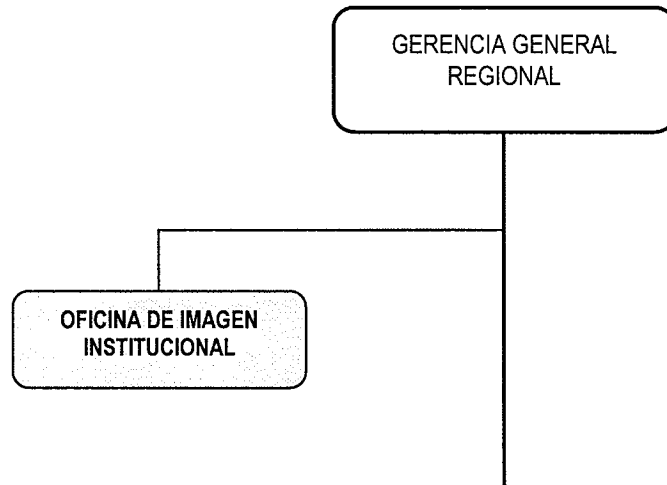 GERENCIA GENERAL
REGIONAL
OFICINA DE IMAGEN
INSTITUCIONAL